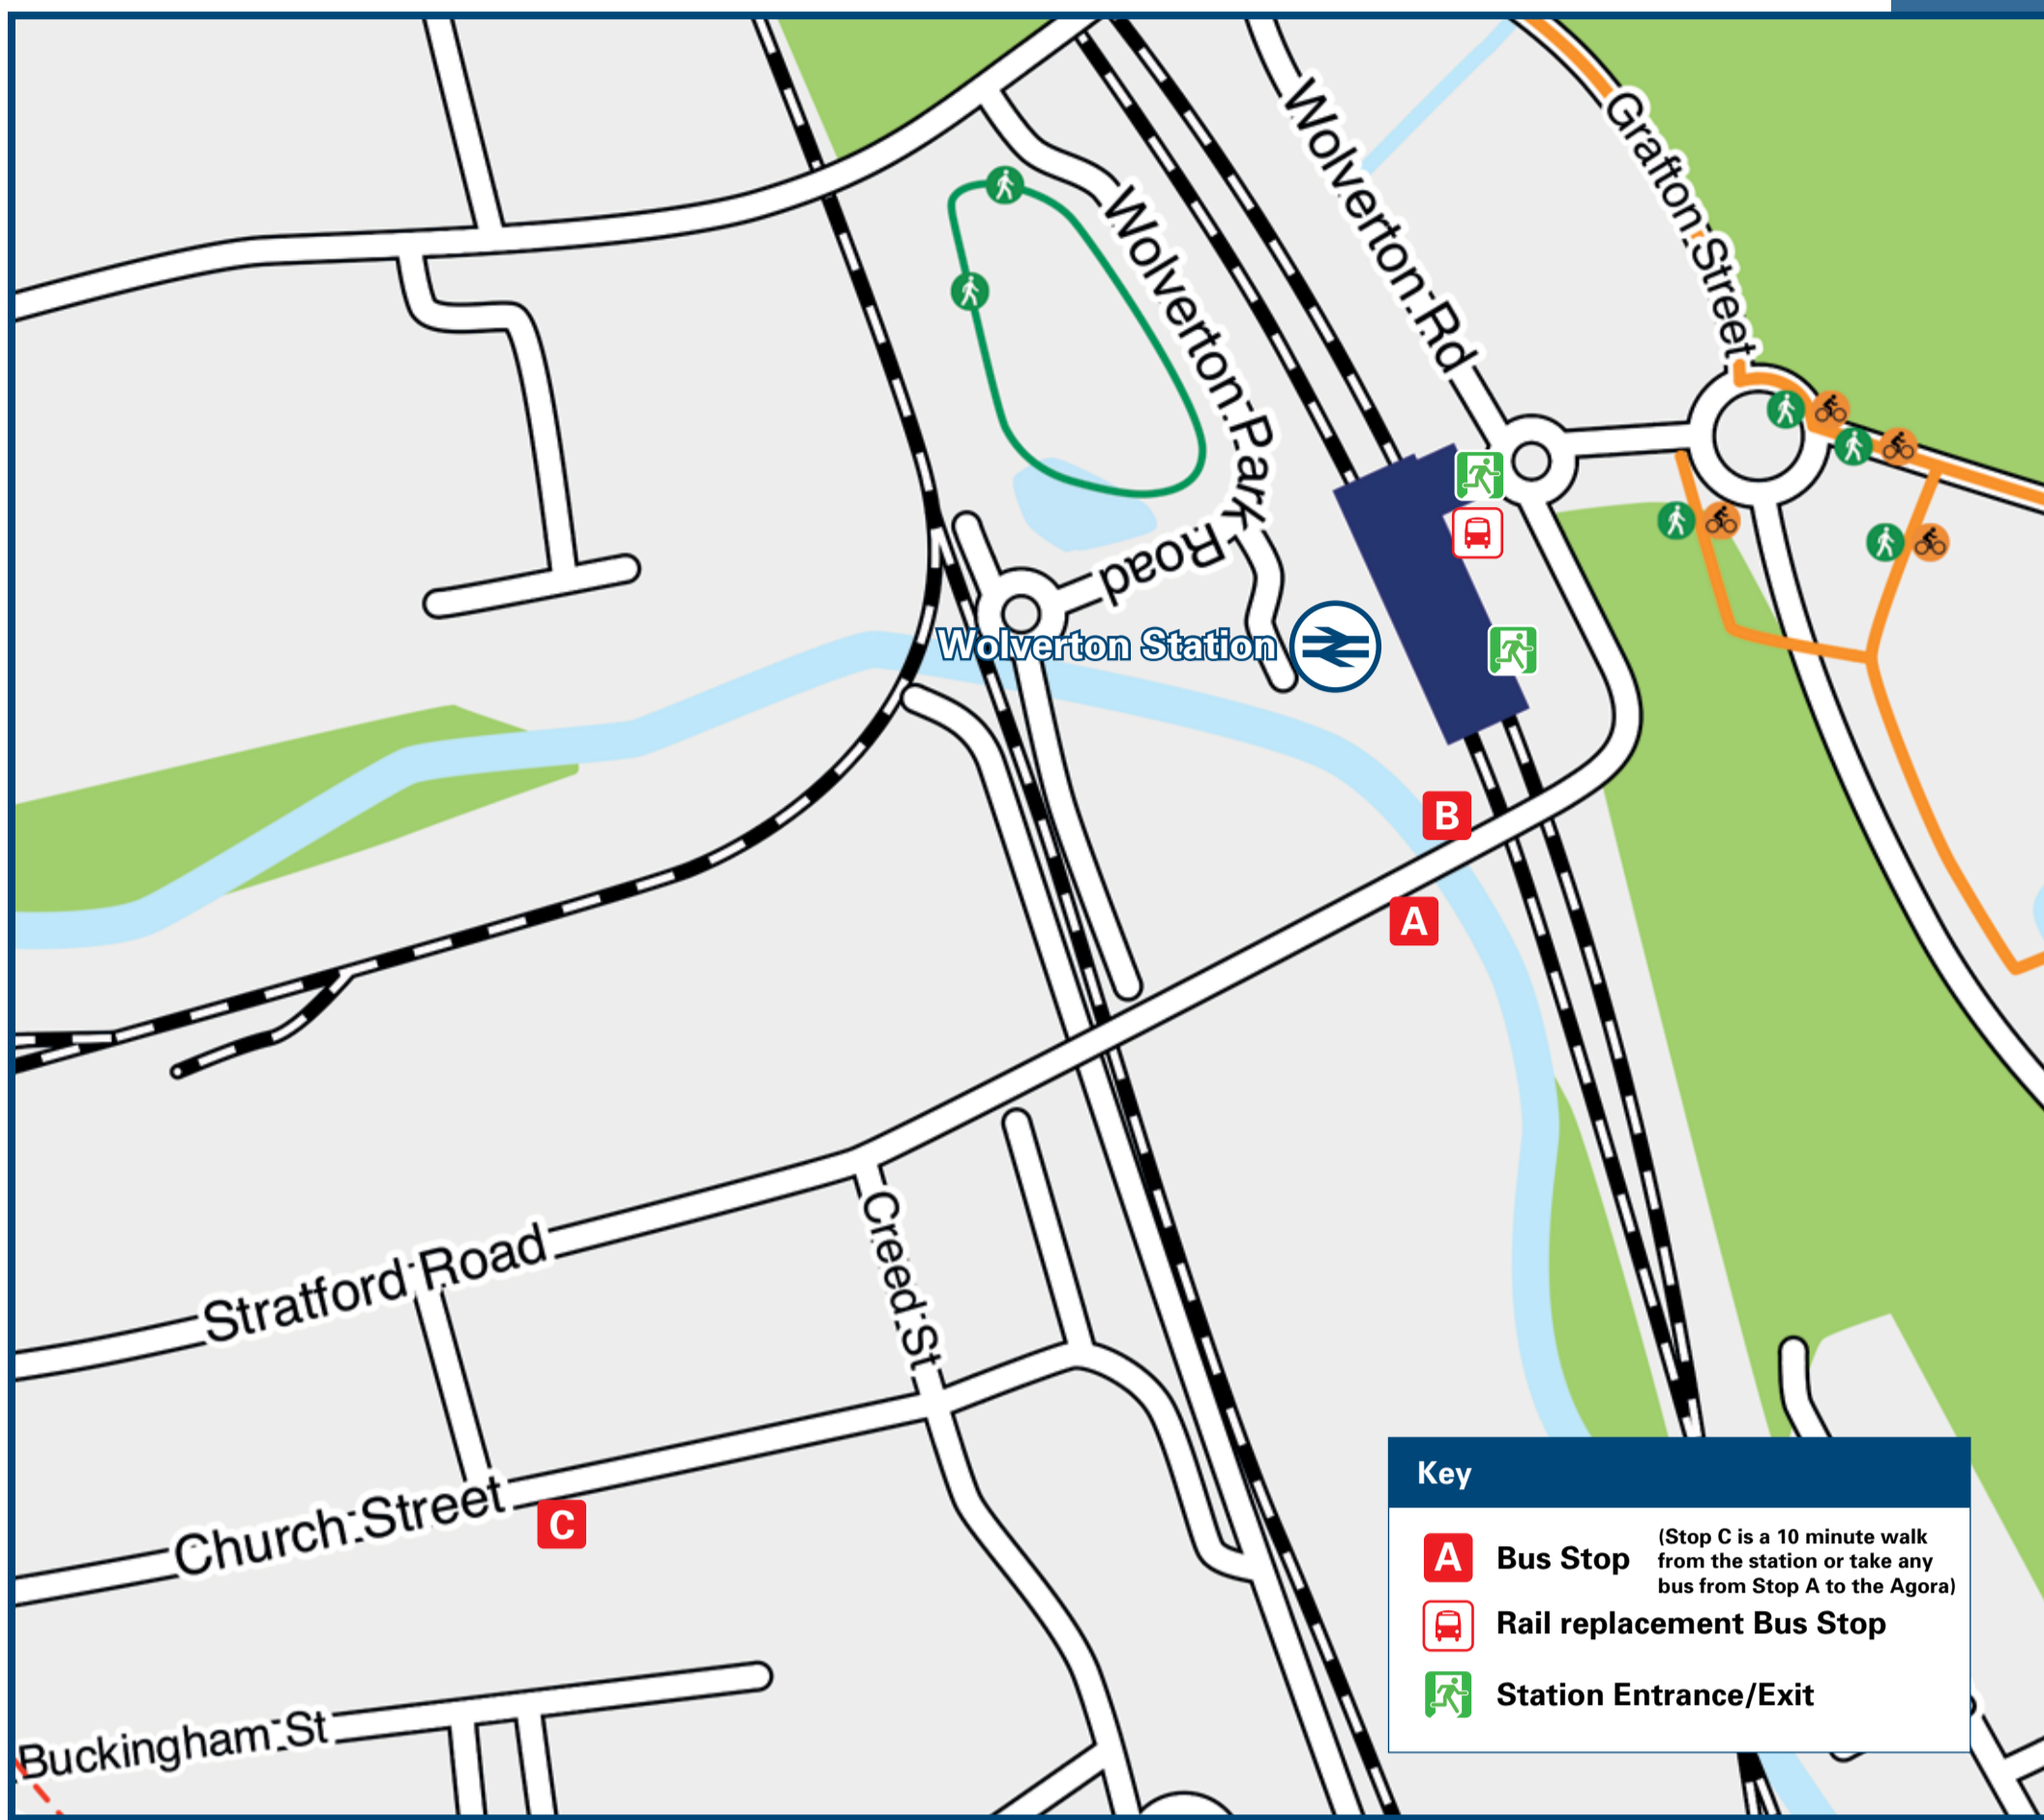 Grafton Street
Wolverton Rd
Wolverton Park
Road
Wolverton Station
B
A
Creed St
Stratford Road
Church Street
C
Buckingham St
Key
A Bus Stop
(Stop C is a 10 minute walk
from the station or take any
bus from Stop A to the Agora)
Rail replacement Bus Stop
Station Entrance/Exit